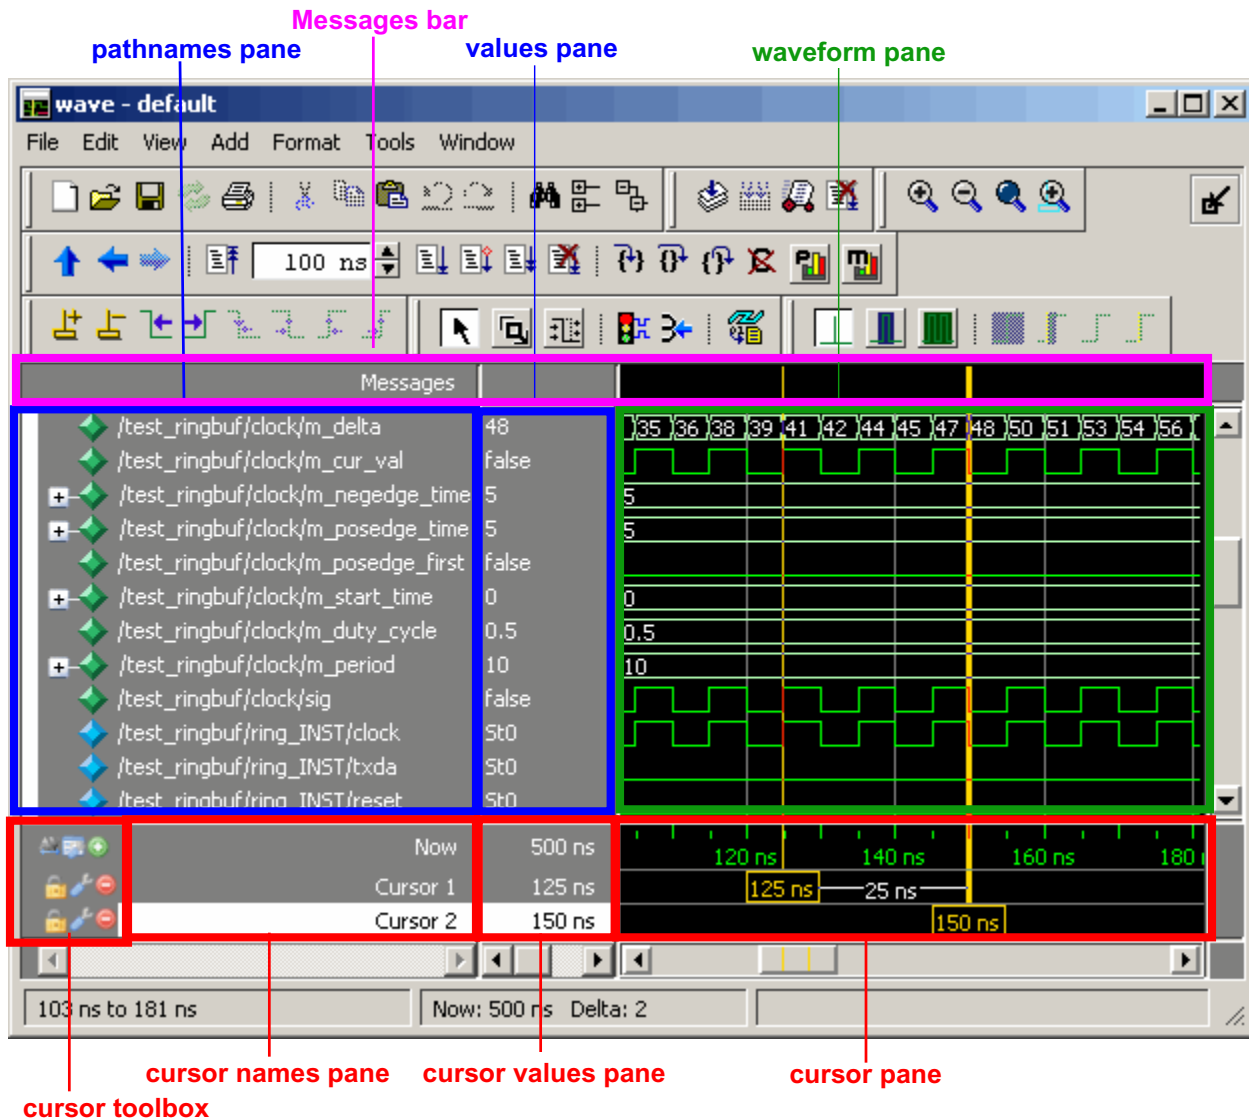 Messages bar
pathnames pane values pane waveform pane
wave - default
File Edit View Add Format Tools Window
100 ns
Messages
/test_ringbuf/clock/m_delta 48 35 36 38 39 41 42 44 45 47 48 50 51 53 54 56
/test_ringbuf/clock/m_cur_val false
/test_ringbuf/clock/m_negedge_time 5 5
/test_ringbuf/clock/m_posedge_time 5 5
/test_ringbuf/clock/m_posedge_first false
/test_ringbuf/clock/m_start_time 0 0
/test_ringbuf/clock/m_duty_cycle 0.5 0.5
/test_ringbuf/clock/m_period 10 10
/test_ringbuf/clock/sig false
/test_ringbuf/ring_INST/clock St0
/test_ringbuf/ring_INST/txda St0
/test_ringbuf/ring_INST/reset St0
Now 500 ns 120 ns 140 ns 160 ns 180
Cursor 1 125 ns 125 ns 25 ns
Cursor 2 150 ns 150 ns
103 ns to 181 ns Now: 500 ns Delta: 2
cursor names pane cursor values pane cursor pane
cursor toolbox